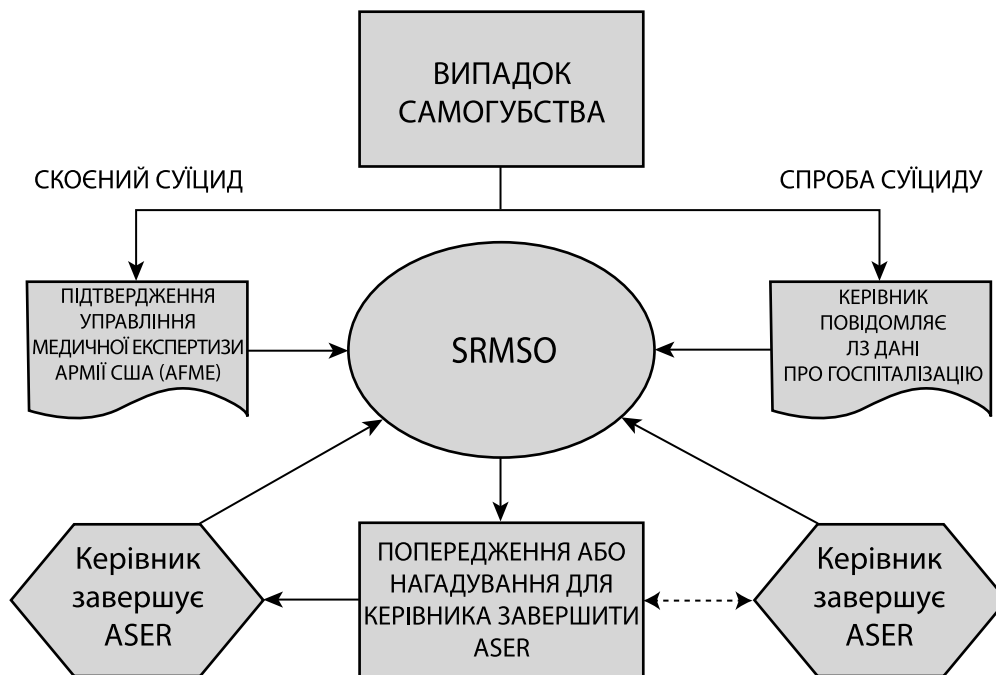 ВИПАДОК
САМОГУБСТВА
СКОЄНИЙ СУЇЦИД
СПРОБА СУЇЦИДУ
ПІДТВЕРДЖЕННЯ
УПРАВЛІННЯ
МЕДИЧНОЇ ЕКСПЕРТИЗИ
АРМІЇ США (AFME)
SRMSO
КЕРІВНИК
ПОВІДОМЛЯЄ
ЛЗ ДАНІ
ПРО ГОСПІТАЛІЗАЦІЮ
Керівник
завершує
ASER
ПОПЕРЕДЖЕННЯ АБО
НАГАДУВАННЯ ДЛЯ
КЕРІВНИКА ЗАВЕРШИТИ
ASER
Керівник
завершує
ASER